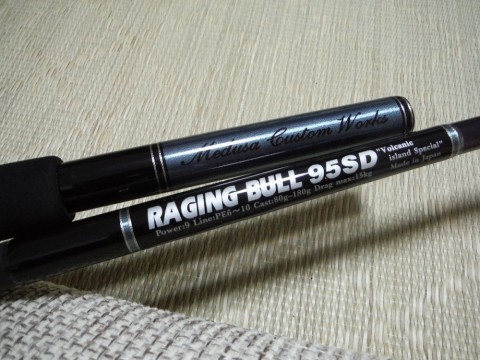 Medusa Custom Works
RAGING BULL 95SD "Volcanic
Island Special"
Power:9 Line:PE6～10 Cast:80g~180g Drag max:15kg
Made in Japan